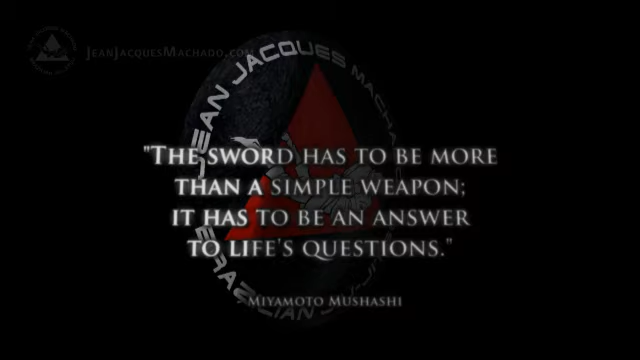 JeanJacquesMachado.com
JEAN JACQUES MACHA
"The sword has to be more
than a simple weapon;
it has to be an answer
to life's questions."
Miyamoto Mushashi